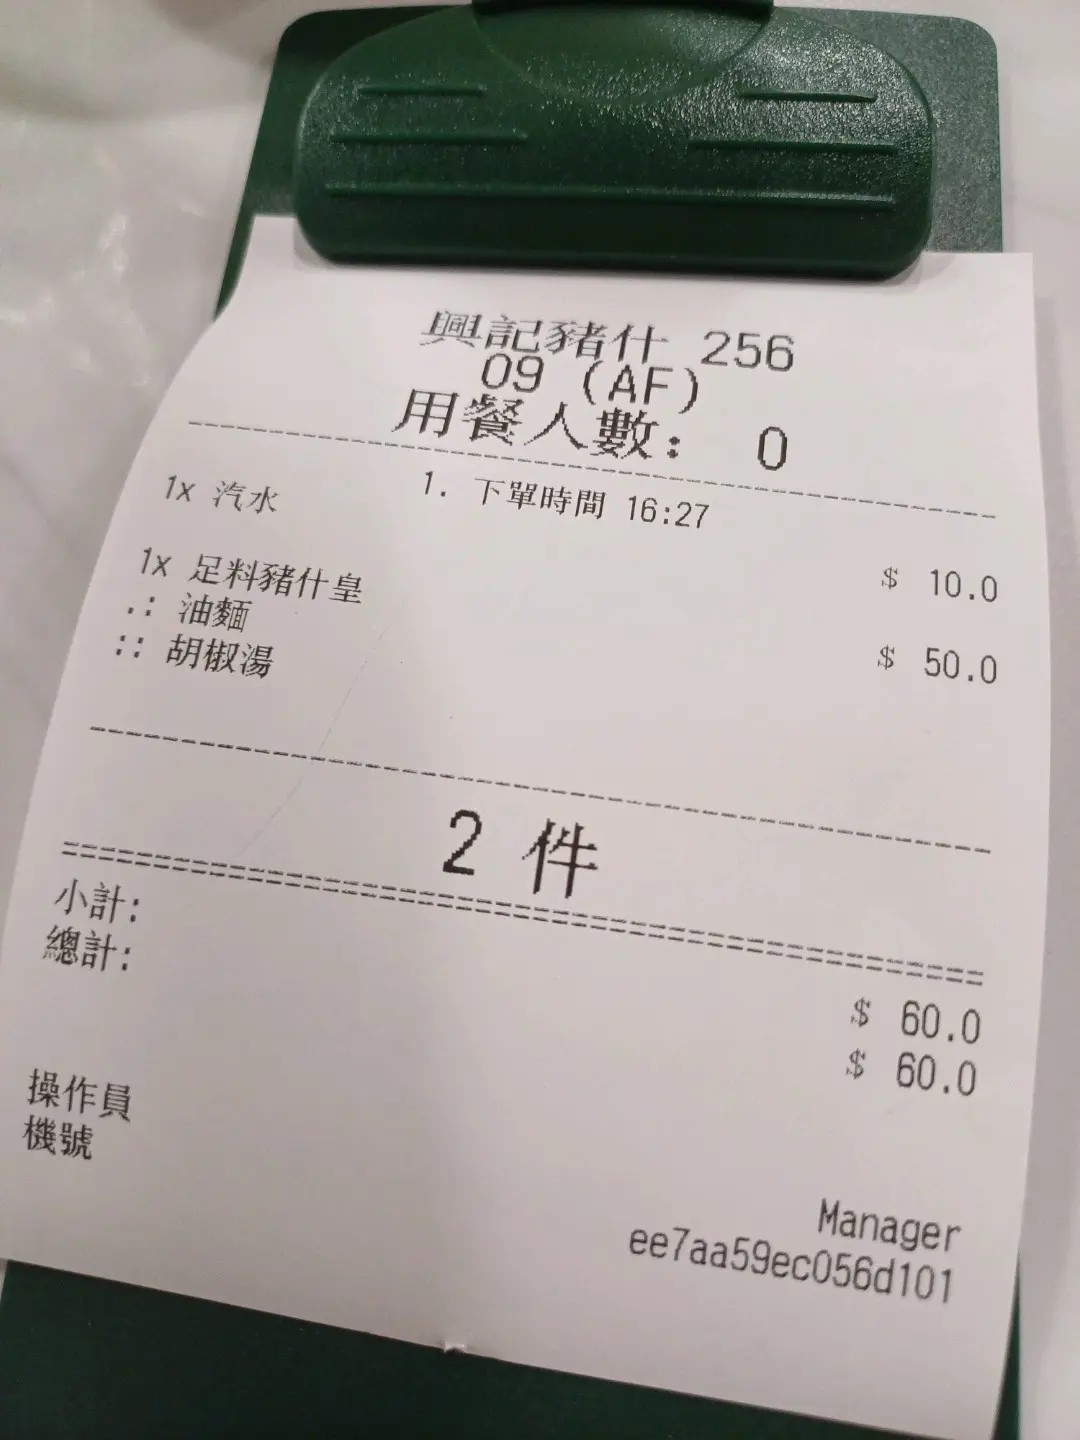 興記豬什 256
09 (AF)
用餐人數: 0
1. 下單時間 16:27
1x 汽水
$ 10.0
1x 足料豬什皇
$ 50.0
.: 油麵
:: 胡椒湯
2 件
小計: $ 60.0
總計: $ 60.0
操作員 Manager
機號 ee7aa59ec056d101